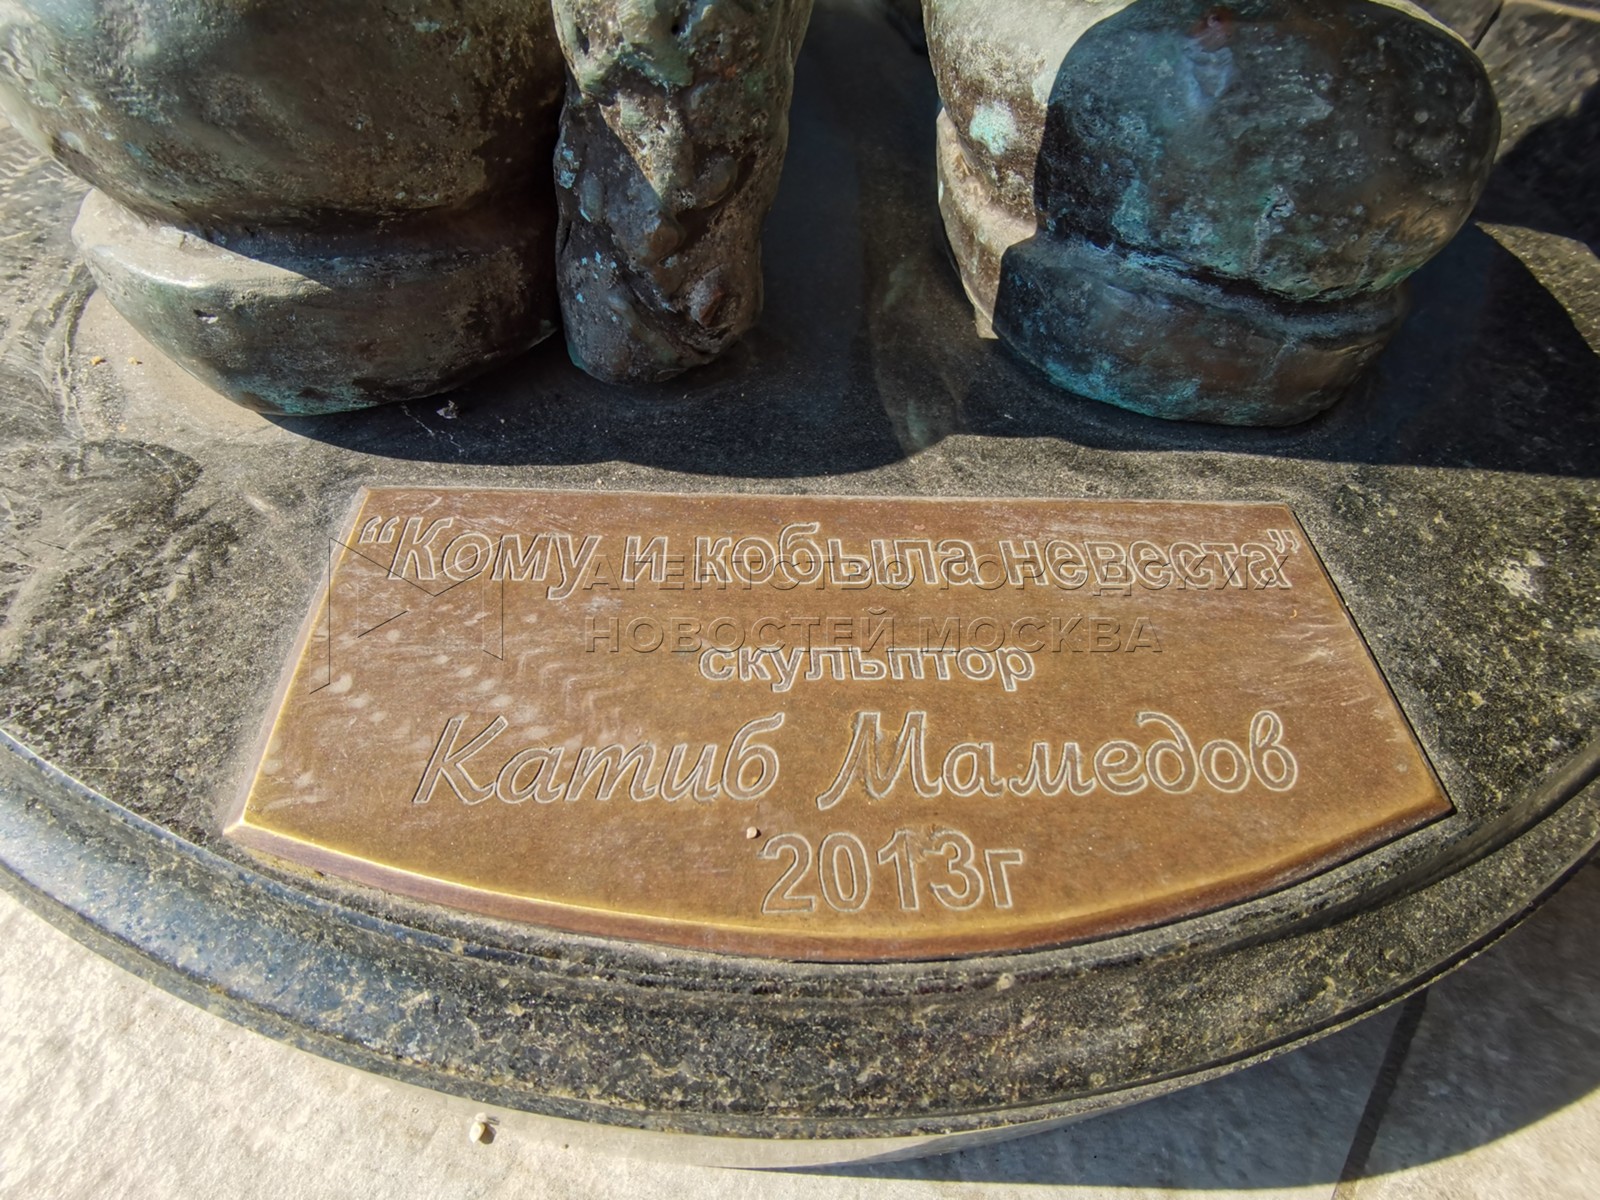 “Кому и кобыла невеста”
скульптор
Катиб Мамедов
2013г
АГЕНТСТВО ГОРОДСКИХ
НОВОСТЕЙ МОСКВА